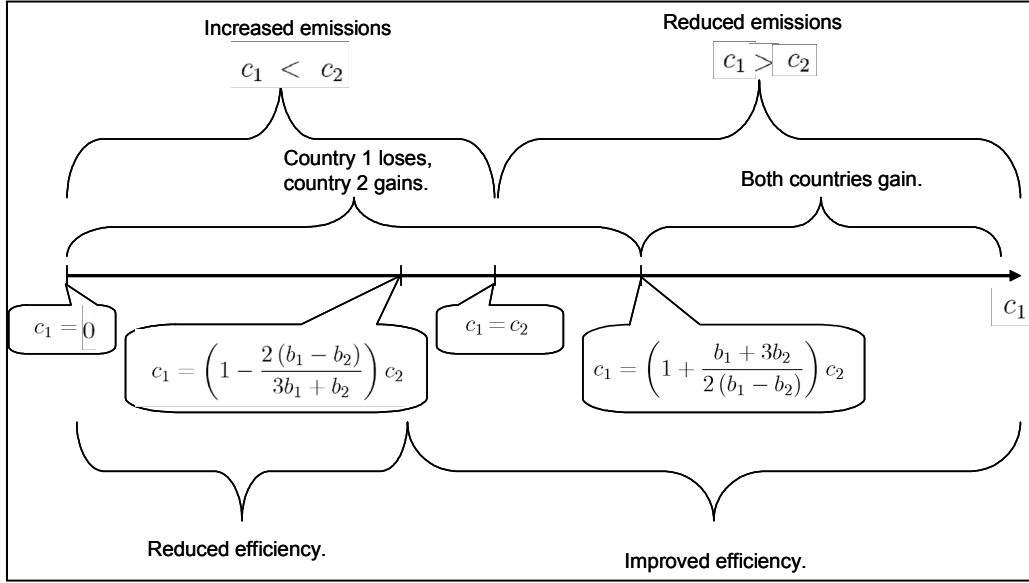 Increased emissions
c₁ < c₂
Reduced emissions
c₁ > c₂
Country 1 loses,
country 2 gains.
Both countries gain.
c₁ = 0
c₁ = (1 − 2 (b₁ − b₂) / 3b₁ + b₂) c₂
c₁ = c₂
c₁ = (1 + b₁ + 3b₂ / 2 (b₁ − b₂)) c₂
c₁
Reduced efficiency.
Improved efficiency.